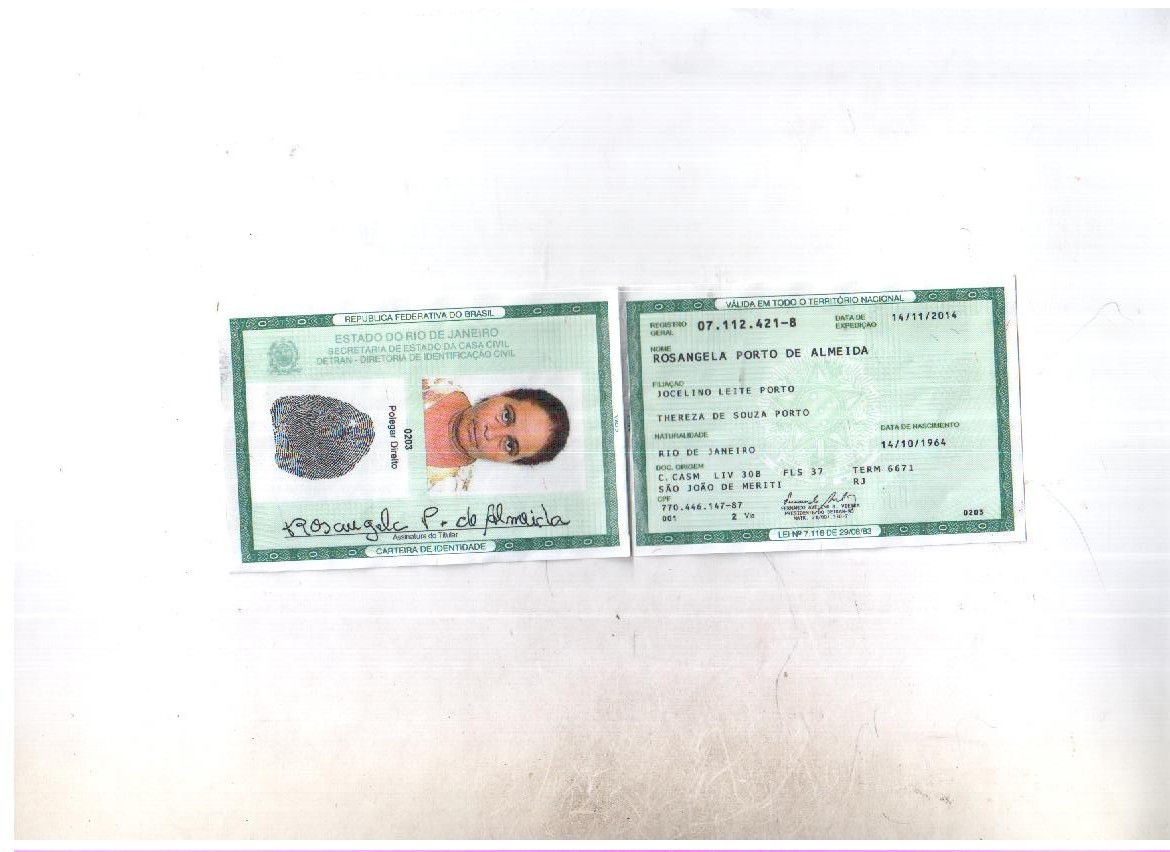 REPÚBLICA FEDERATIVA DO BRASIL
ESTADO DO RIO DE JANEIRO
SECRETARIA DE ESTADO DA CASA CIVIL
DETRAN - DIRETORIA DE IDENTIFICAÇÃO CIVIL
0203
Polegar Direito
Rosangela P. de Almeida
Assinatura do Titular
CARTEIRA DE IDENTIDADE
VÁLIDA EM TODO O TERRITÓRIO NACIONAL
REGISTRO GERAL 07.112.421-8 DATA DE EXPEDIÇÃO 14/11/2014
NOME
ROSANGELA PORTO DE ALMEIDA
FILIAÇÃO
JOCELINO LEITE PORTO
THEREZA DE SOUZA PORTO
NATURALIDADE DATA DE NASCIMENTO
RIO DE JANEIRO 14/10/1964
DOC. ORIGEM
C.CASM LIV 30B FLS 37 TERM 6671
SÃO JOÃO DE MERITI RJ
CPF
770.446.147-87
001 2 Via
PRESIDENTE DO DETRAN-RJ
0203
LEI Nº 7.116 DE 29/08/83